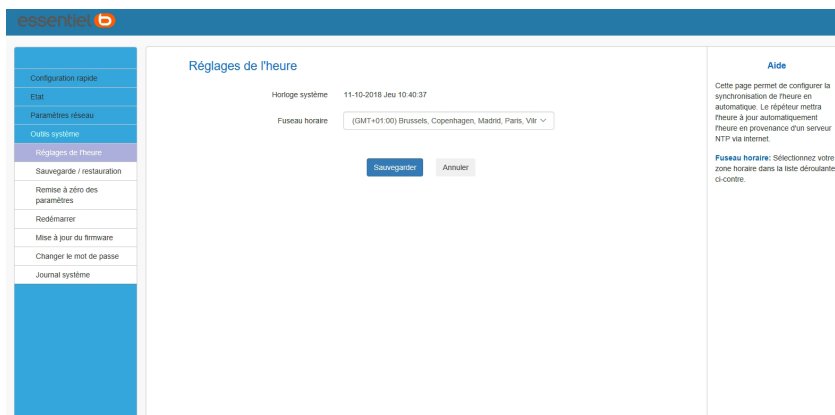 essentiel b
Configuration rapide
Etat
Paramètres réseau
Outils système
Réglages de l'heure
Sauvegarde / restauration
Remise à zéro des
paramètres
Redémarrer
Mise à jour du firmware
Changer le mot de passe
Journal système
Réglages de l'heure
Horloge système 11-10-2018 Jeu 10:40:37
Fuseau horaire (GMT+01:00) Brussels, Copenhagen, Madrid, Paris, Vilr
Sauvegarder Annuler
Aide
Cette page permet de configurer la
synchronisation de l'heure en
automatique. Le répéteur mettra
l'heure à jour automatiquement
l'heure en provenance d'un serveur
NTP via internet.
Fuseau horaire: Sélectionnez votre
zone horaire dans la liste déroulante
ci-contre.